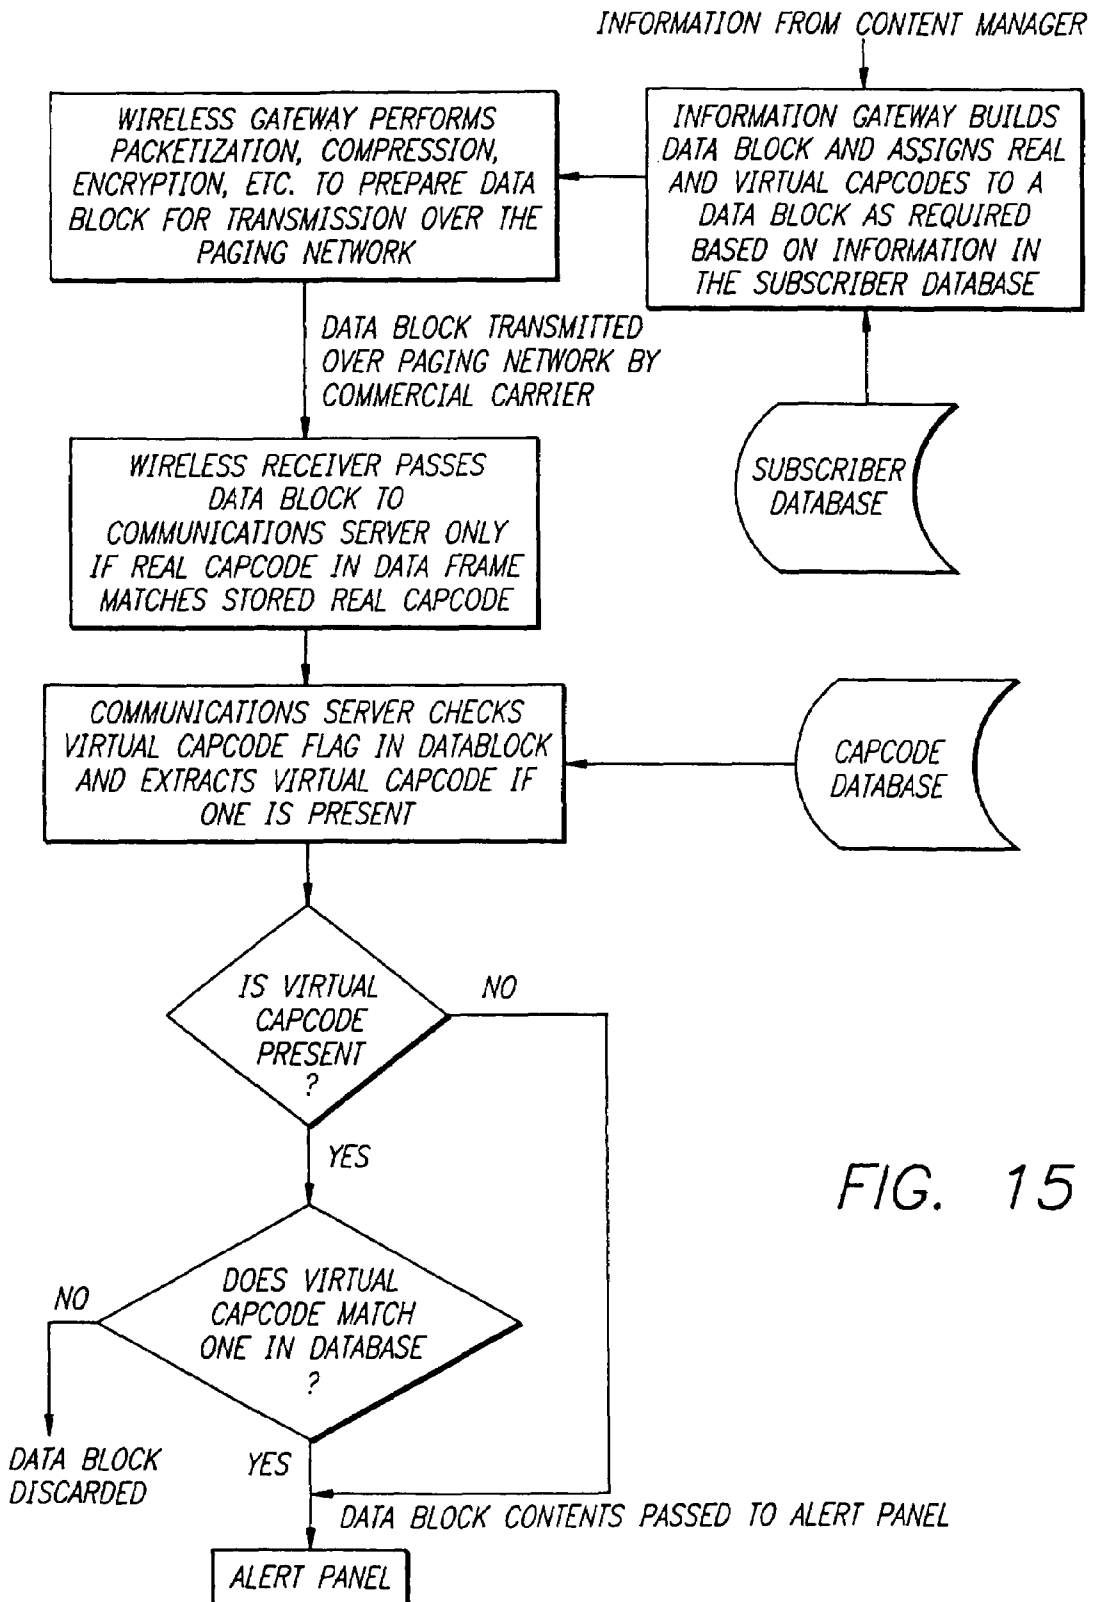 INFORMATION FROM CONTENT MANAGER
WIRELESS GATEWAY PERFORMS
PACKETIZATION, COMPRESSION,
ENCRYPTION, ETC. TO PREPARE DATA
BLOCK FOR TRANSMISSION OVER THE
PAGING NETWORK
INFORMATION GATEWAY BUILDS
DATA BLOCK AND ASSIGNS REAL
AND VIRTUAL CAPCODES TO A
DATA BLOCK AS REQUIRED
BASED ON INFORMATION IN
THE SUBSCRIBER DATABASE
DATA BLOCK TRANSMITTED
OVER PAGING NETWORK BY
COMMERCIAL CARRIER
SUBSCRIBER
DATABASE
WIRELESS RECEIVER PASSES
DATA BLOCK TO
COMMUNICATIONS SERVER ONLY
IF REAL CAPCODE IN DATA FRAME
MATCHES STORED REAL CAPCODE
COMMUNICATIONS SERVER CHECKS
VIRTUAL CAPCODE FLAG IN DATABLOCK
AND EXTRACTS VIRTUAL CAPCODE IF
ONE IS PRESENT
CAPCODE
DATABASE
IS VIRTUAL
CAPCODE
PRESENT
?
NO
YES
FIG. 15
DOES VIRTUAL
CAPCODE MATCH
ONE IN DATABASE
?
NO
DATA BLOCK
DISCARDED
YES
DATA BLOCK CONTENTS PASSED TO ALERT PANEL
ALERT PANEL